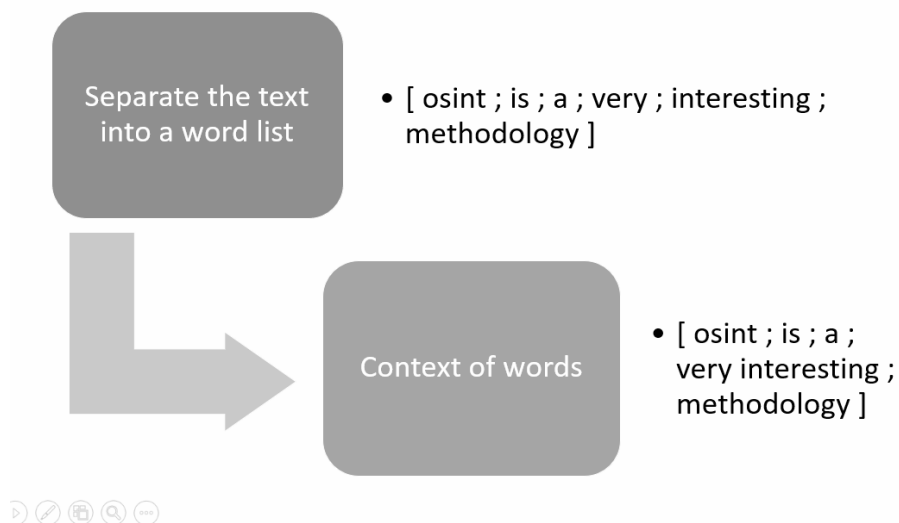 Separate the text
into a word list
• [ osint ; is ; a ; very ; interesting ;
methodology ]
Context of words
• [ osint ; is ; a ;
very interesting ;
methodology ]